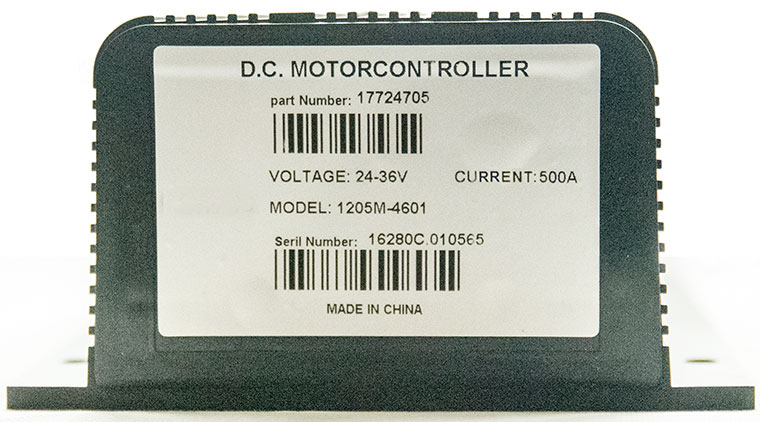 D.C. MOTORCONTROLLER
part Number: 17724705
VOLTAGE: 24-36V CURRENT:500A
MODEL: 1205M-4601
Seril Number: 16280C.010565
MADE IN CHINA